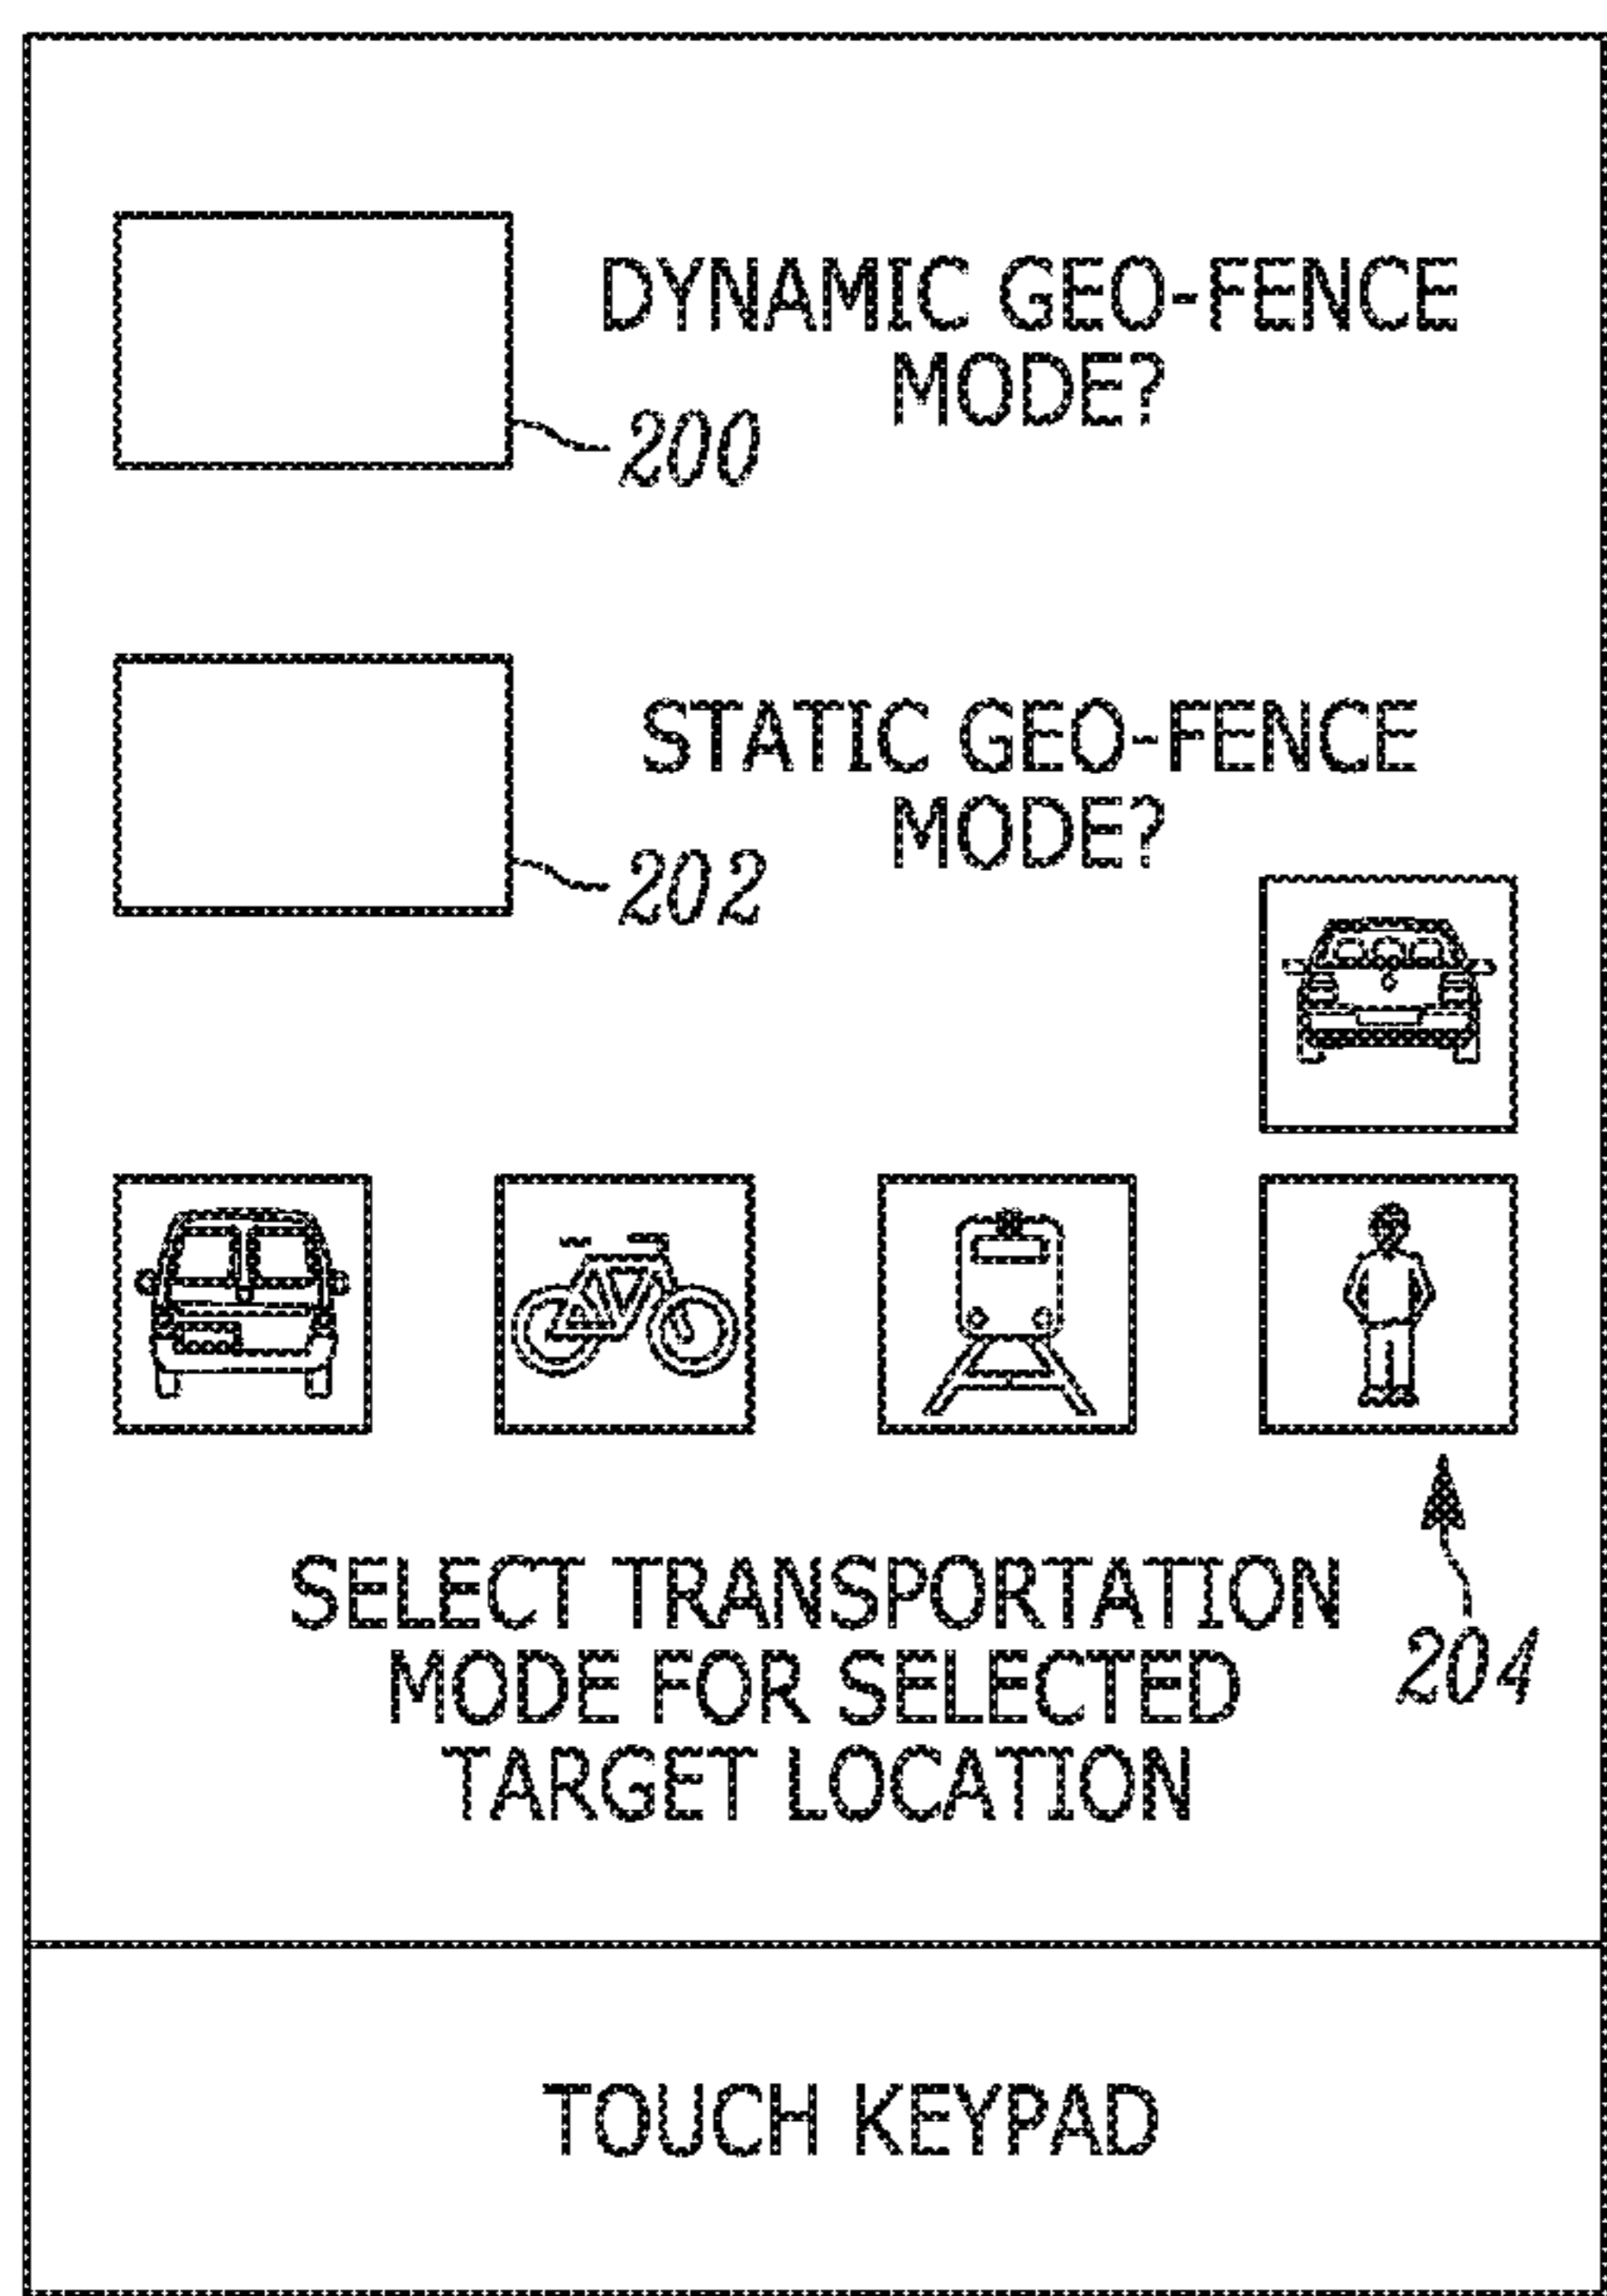 DYNAMIC GEO-FENCE
MODE?
200
STATIC GEO-FENCE
MODE?
202
SELECT TRANSPORTATION
MODE FOR SELECTED
TARGET LOCATION
204
TOUCH KEYPAD